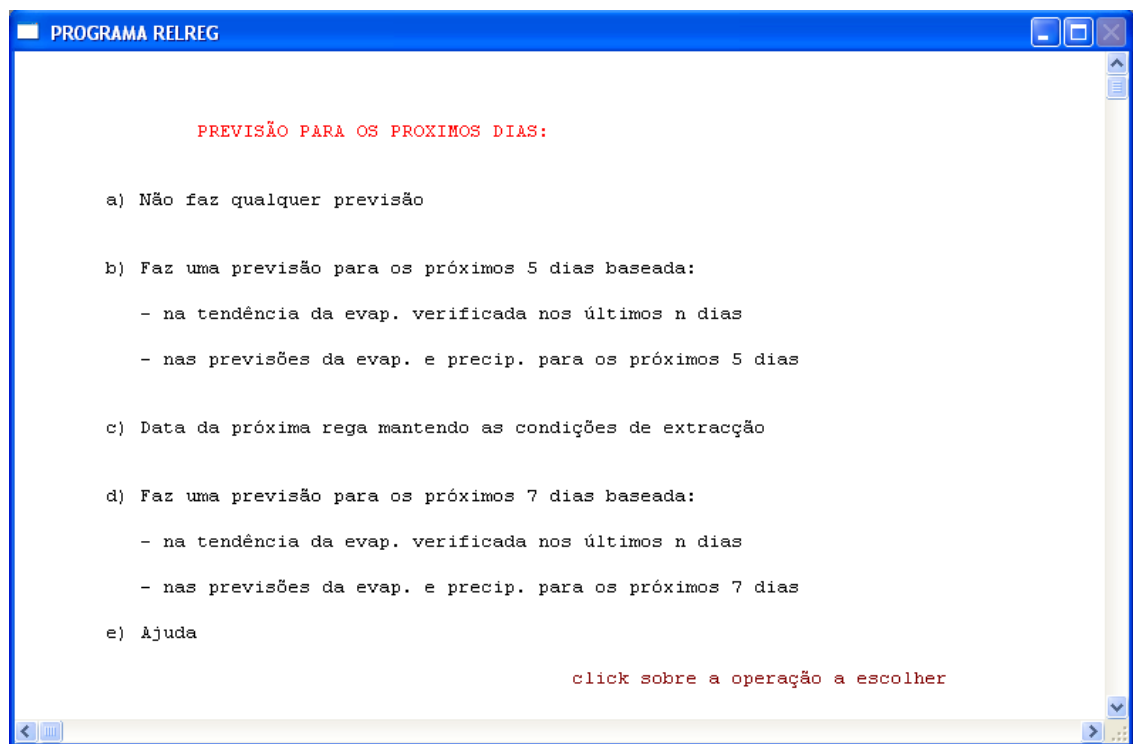 PROGRAMA RELREG
PREVISÃO PARA OS PROXIMOS DIAS:
a) Não faz qualquer previsão
b) Faz uma previsão para os próximos 5 dias baseada:
- na tendência da evap. verificada nos últimos n dias
- nas previsões da evap. e precip. para os próximos 5 dias
c) Data da próxima rega mantendo as condições de extracção
d) Faz uma previsão para os próximos 7 dias baseada:
- na tendência da evap. verificada nos últimos n dias
- nas previsões da evap. e precip. para os próximos 7 dias
e) Ajuda
click sobre a operação a escolher